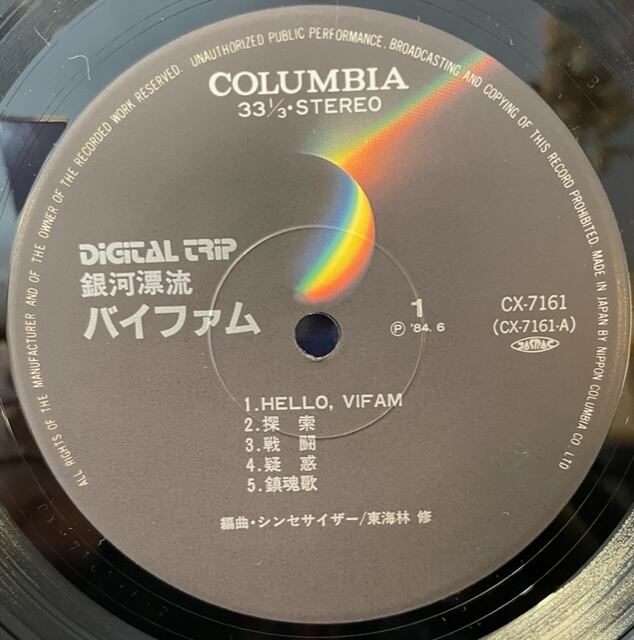 ALL RIGHTS OF THE MANUFACTURER AND OF THE OWNER OF THE RECORDED WORK RESERVED. UNAUTHORIZED PUBLIC PERFORMANCE, BROADCASTING AND COPYING OF THIS RECORD PROHIBITED. MADE IN JAPAN BY NIPPON COLUMBIA CO. LTD
COLUMBIA
33 1/3・STEREO
DIGITAL TRIP
銀河漂流
バイファム
1
Ⓟ '84. 6
CX-7161
(CX-7161-A)
JASRAC
1.HELLO, VIFAM
2.探 索
3.戦 闘
4.疑 惑
5.鎮魂歌
編曲・シンセサイザー/東海林 修